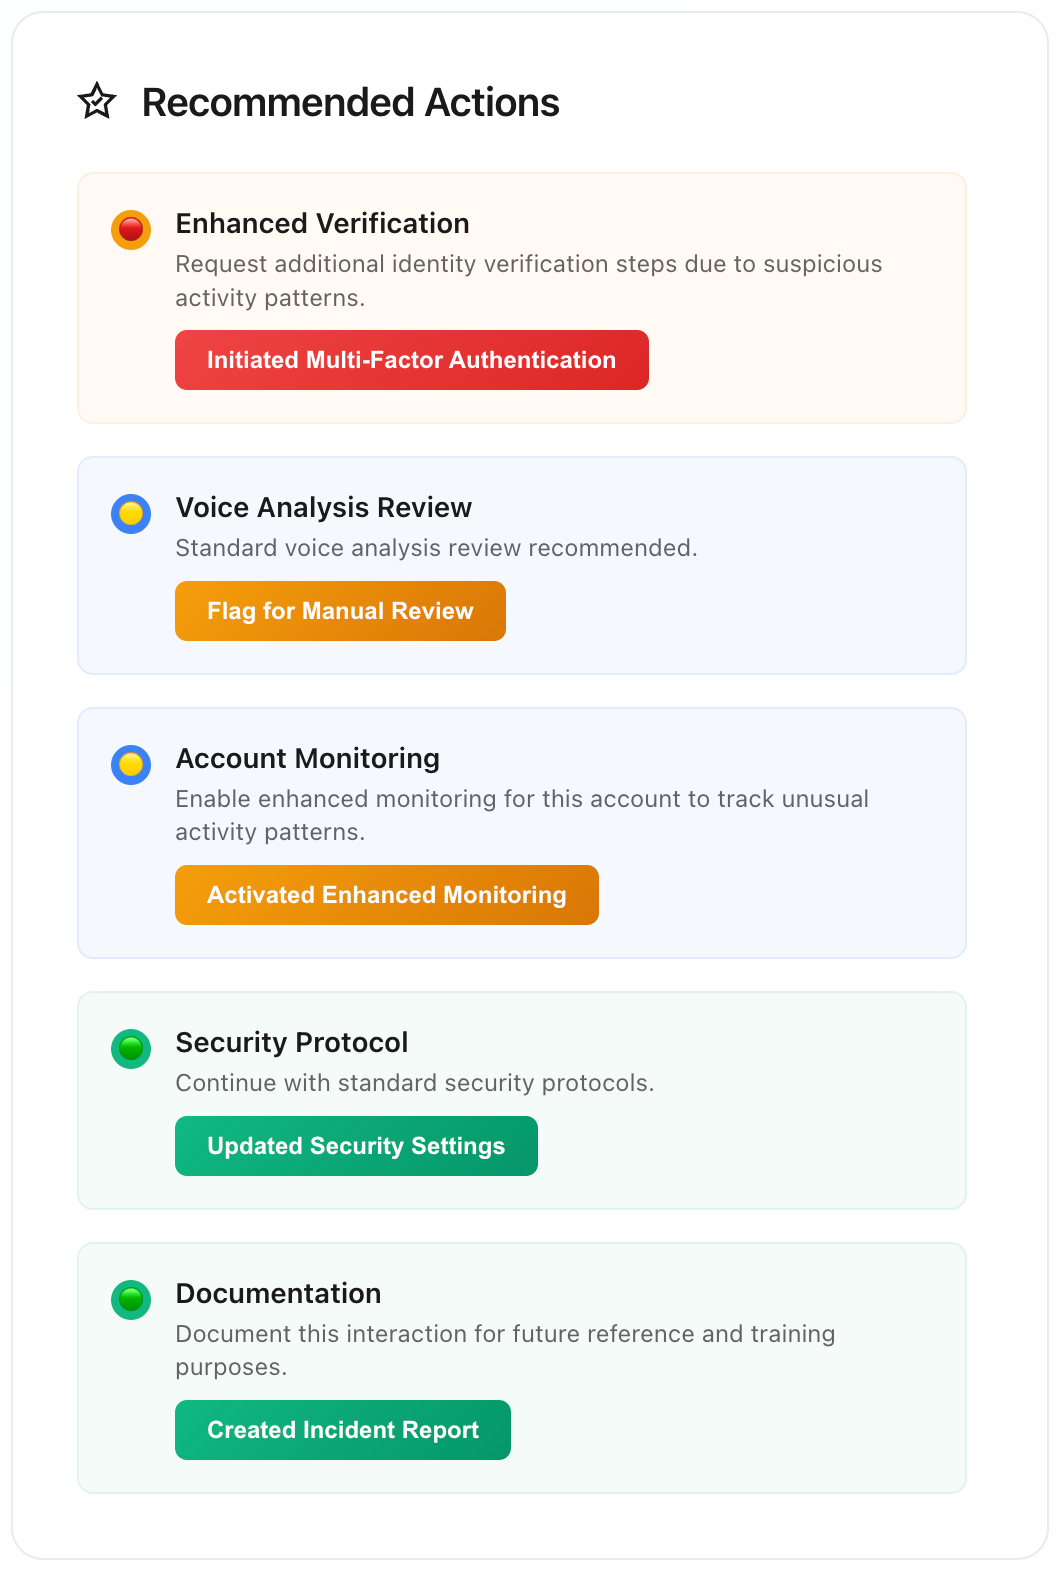 Recommended Actions
Enhanced Verification
Request additional identity verification steps due to suspicious
activity patterns.
Initiated Multi-Factor Authentication
Voice Analysis Review
Standard voice analysis review recommended.
Flag for Manual Review
Account Monitoring
Enable enhanced monitoring for this account to track unusual
activity patterns.
Activated Enhanced Monitoring
Security Protocol
Continue with standard security protocols.
Updated Security Settings
Documentation
Document this interaction for future reference and training
purposes.
Created Incident Report